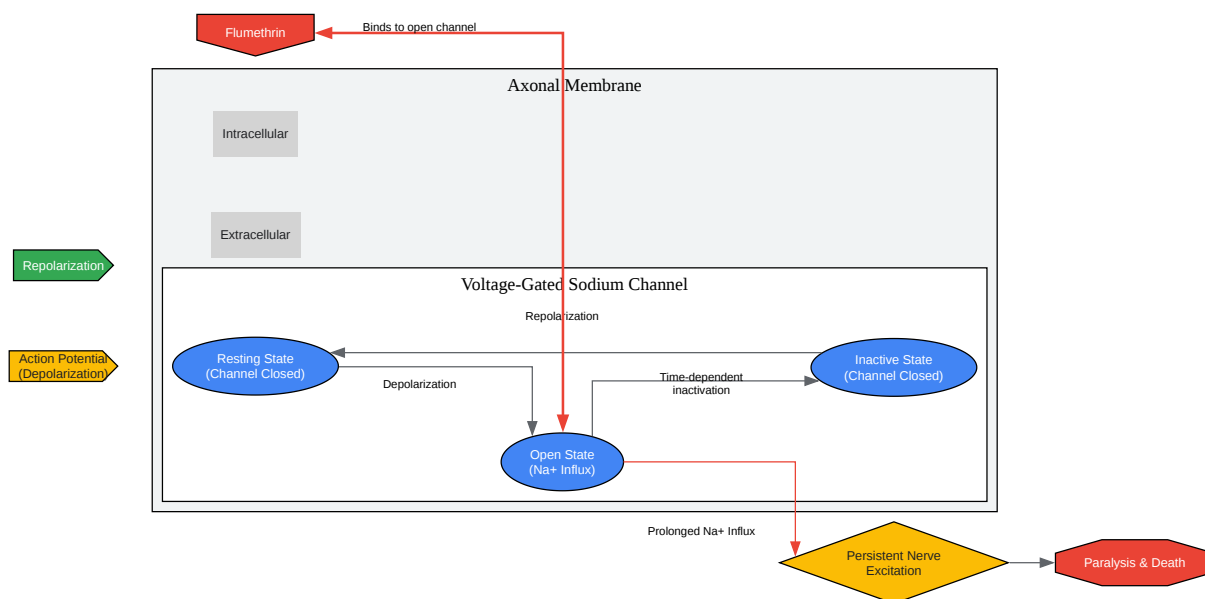 Flumethrin
Binds to open channel
Axonal Membrane
Intracellular
Extracellular
Repolarization
Voltage-Gated Sodium Channel
Repolarization
Action Potential
(Depolarization)
Resting State
(Channel Closed)
Depolarization
Time-dependent
inactivation
Inactive State
(Channel Closed)
Open State
(Na+ Influx)
Prolonged Na+ Influx
Persistent Nerve
Excitation
Paralysis & Death